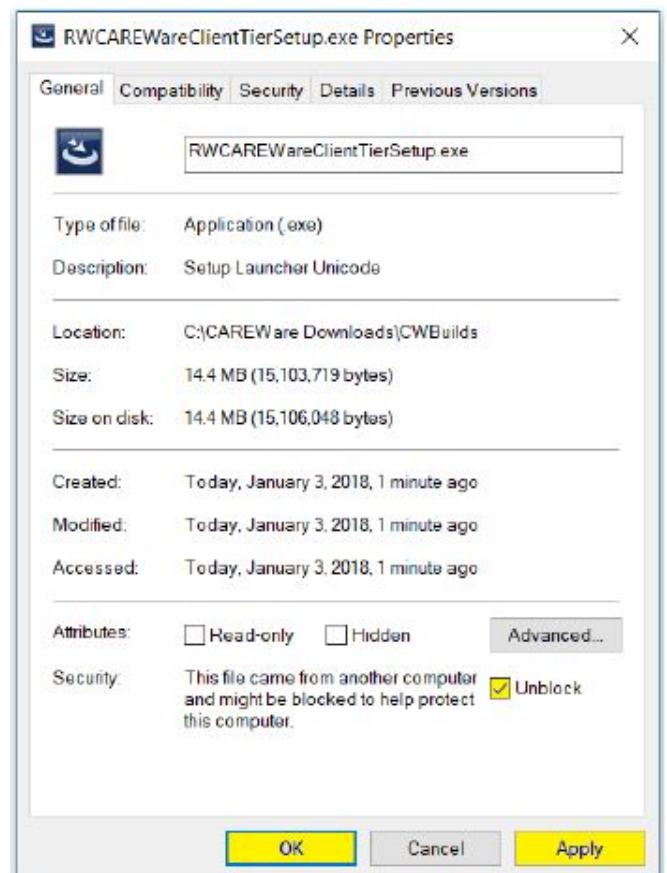 RWCAREWareClientTierSetup.exe Properties
General Compatibility Security Details Previous Versions
RWCAREWareClientTierSetup.exe
Type of file: Application (.exe)
Description: Setup Launcher Unicode
Location: C:\CAREWare Downloads\CWBuilds
Size: 14.4 MB (15,103,719 bytes)
Size on disk: 14.4 MB (15,106,048 bytes)
Created: Today, January 3, 2018, 1 minute ago
Modified: Today, January 3, 2018, 1 minute ago
Accessed: Today, January 3, 2018, 1 minute ago
Attributes: Read-only Hidden Advanced...
Security: This file came from another computer
and might be blocked to help protect
this computer.
Unblock
OK Cancel Apply